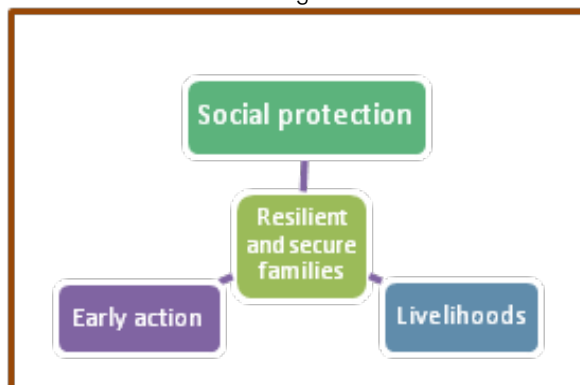 Social protection
Resilient
and secure
families
Early action
Livelihoods